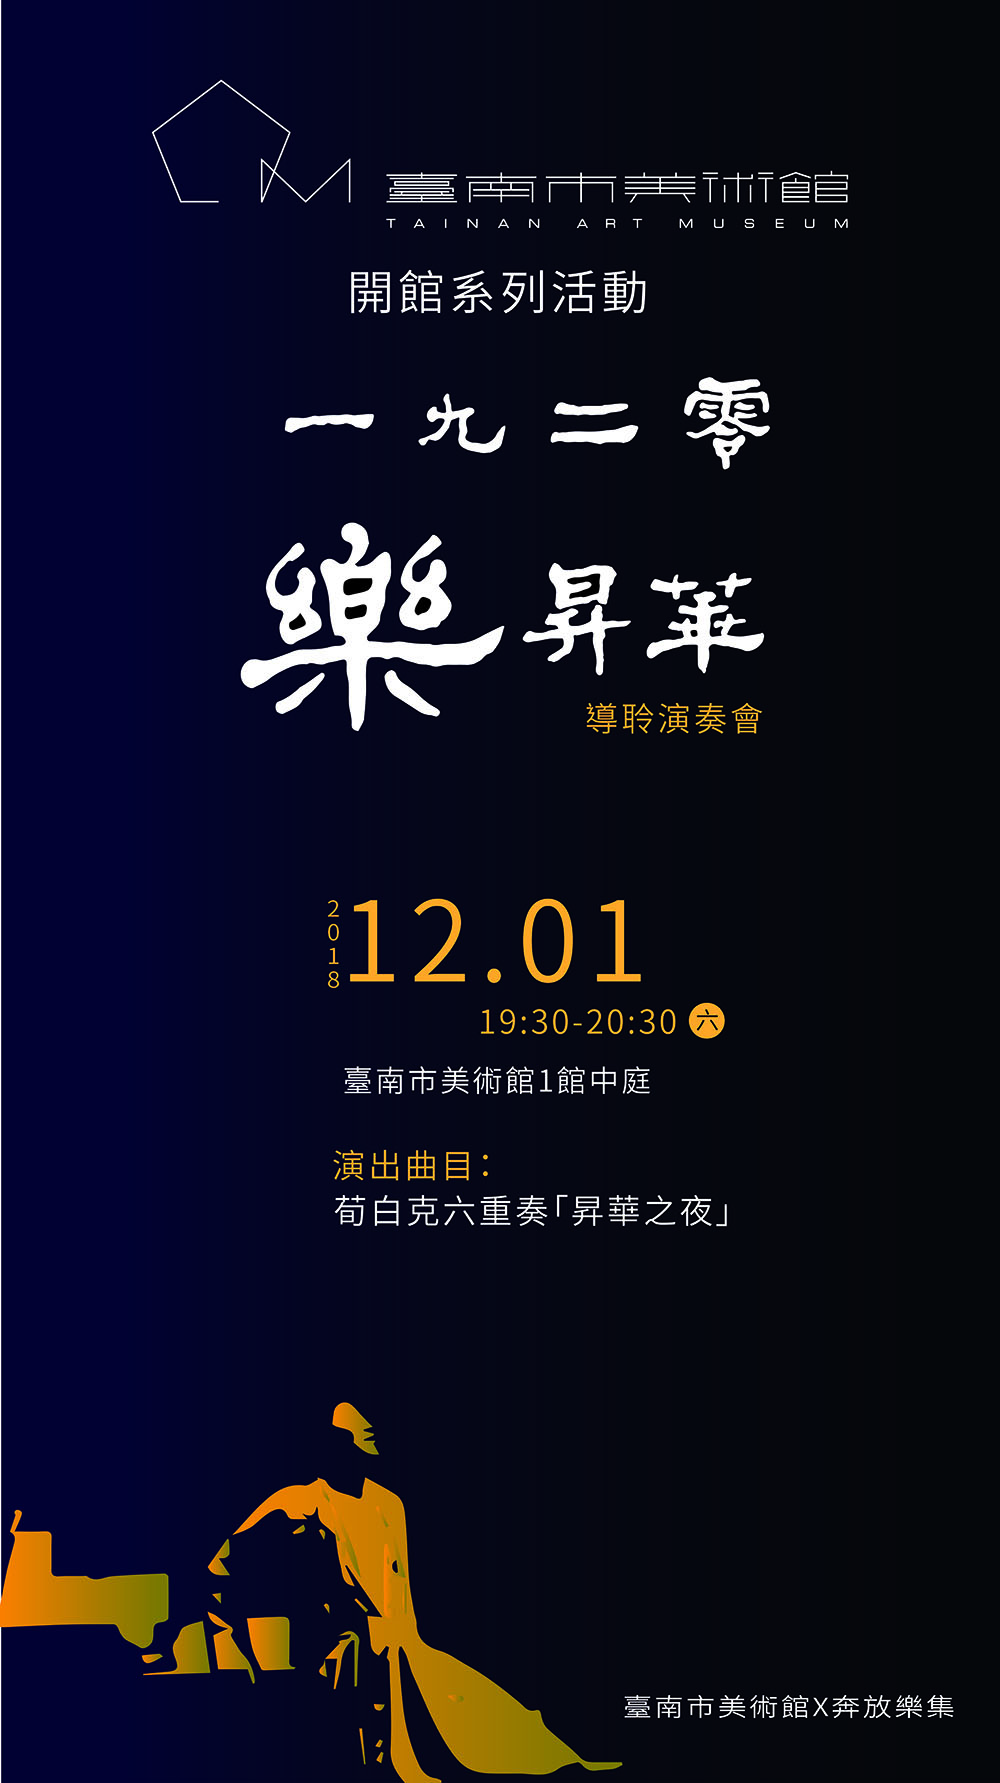 臺南市美術館
TAINAN ART MUSEUM
開館系列活動
一九二零
樂昇華
導聆演奏會
2018
12.01
19:30-20:30 六
臺南市美術館1館中庭
演出曲目：
荀白克六重奏「昇華之夜」
臺南市美術館X奔放樂集